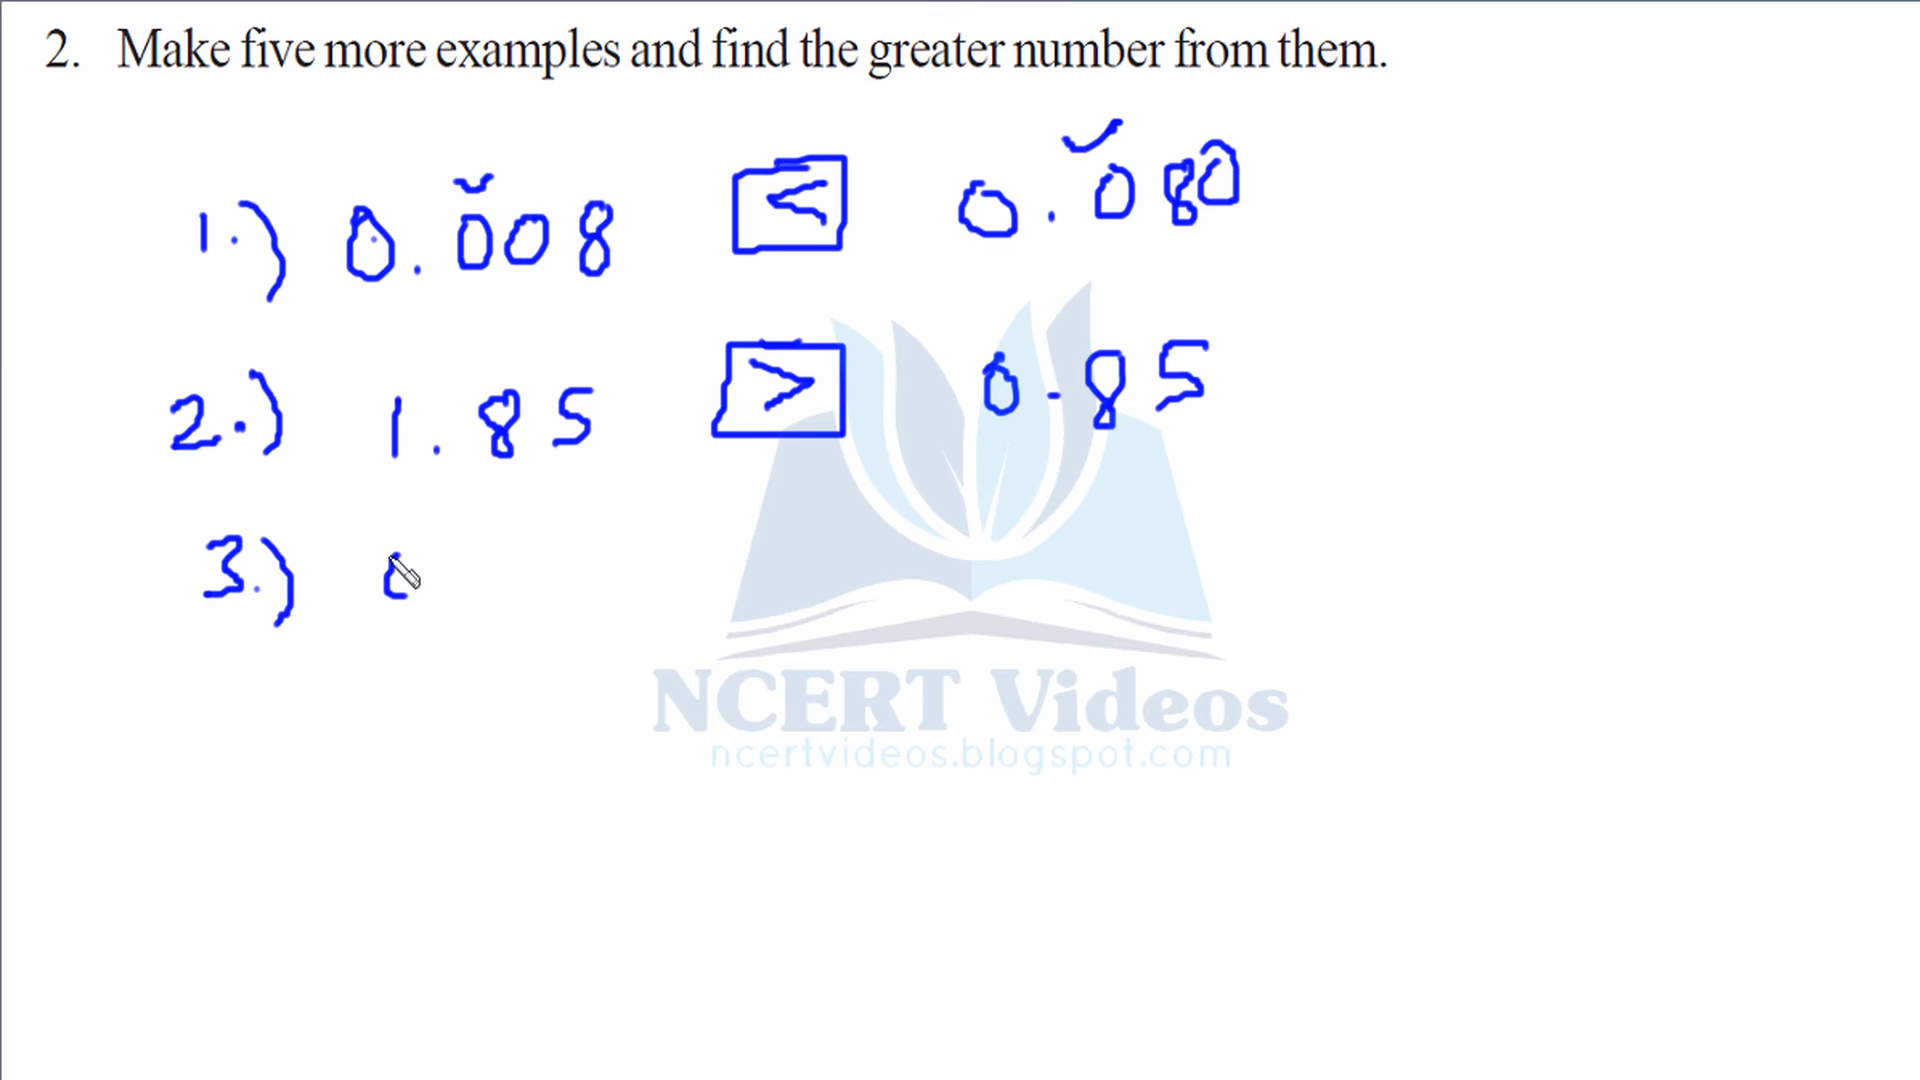 2. Make five more examples and find the greater number from them.
1.) 0.008 < 0.080
2.) 1.85 > 0.85
3.)
NCERT Videos
ncertvideos.blogspot.com